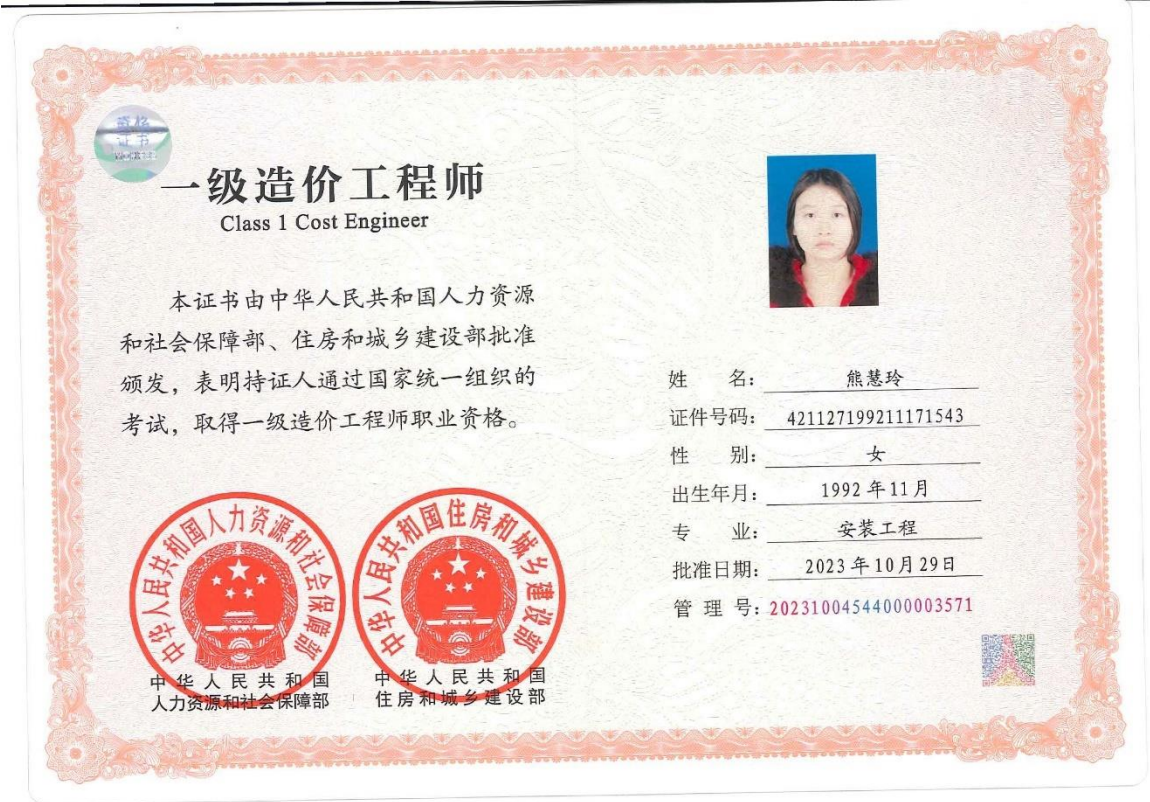 资格
证书
一级造价工程师
Class 1 Cost Engineer
本证书由中华人民共和国人力资源
和社会保障部、住房和城乡建设部批准
颁发，表明持证人通过国家统一组织的
考试，取得一级造价工程师职业资格。
中华人民共和国人力资源和社会保障部
中华人民共和国住房和城乡建设部
中华人民共和国
人力资源和社会保障部
中华人民共和国
住房和城乡建设部
姓 名：熊慧玲
证件号码：421127199211171543
性 别：女
出生年月：1992年11月
专 业：安装工程
批准日期：2023年10月29日
管 理 号：20231004544000003571